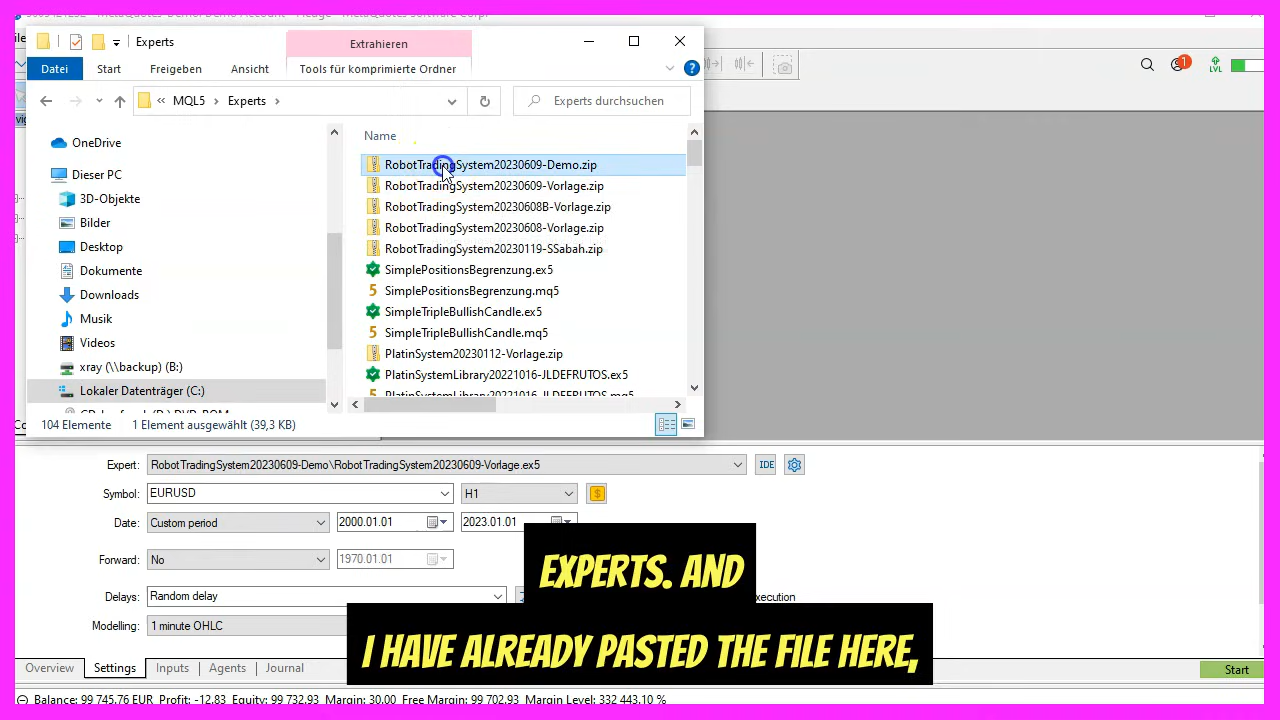 Experts
Extrahieren
Datei
Start
Freigeben
Ansicht
Tools für komprimierte Ordner
MQL5 Experts
Experts durchsuchen
1
LVL
OneDrive
Dieser PC
3D-Objekte
Bilder
Desktop
Dokumente
Downloads
Musik
Videos
xray (\\backup) (B:)
Lokaler Datenträger (C:)
Name
RobotTradingSystem20230609-Demo.zip
RobotTradingSystem20230609-Vorlage.zip
RobotTradingSystem20230608B-Vorlage.zip
RobotTradingSystem20230608-Vorlage.zip
RobotTradingSystem20230119-SSabah.zip
SimplePositionsBegrenzung.ex5
SimplePositionsBegrenzung.mq5
SimpleTripleBullishCandle.ex5
SimpleTripleBullishCandle.mq5
PlatinSystem20230112-Vorlage.zip
PlatinSystemLibrary20221016-JLDEFRUTOS.ex5
PlatinSystemLibrary20221016-JLDEFRUTOS.mq5
104 Elemente 1 Element ausgewählt (39,3 KB)
Expert: RobotTradingSystem20230609-Demo\RobotTradingSystem20230609-Vorlage.ex5 IDE
Symbol: EURUSD H1
Date: Custom period 2000.01.01 2023.01.01
Forward: No 1970.01.01
Delays: Random delay
Modelling: 1 minute OHLC
EXPERTS. AND
I HAVE ALREADY PASTED THE FILE HERE,
Overview Settings Inputs Agents Journal Start
Balance: 99 745.76 EUR Profit: -12.83 Equity: 99 732.93 Margin: 30.00 Free Margin: 99 702.93 Margin Level: 332 443.10 %